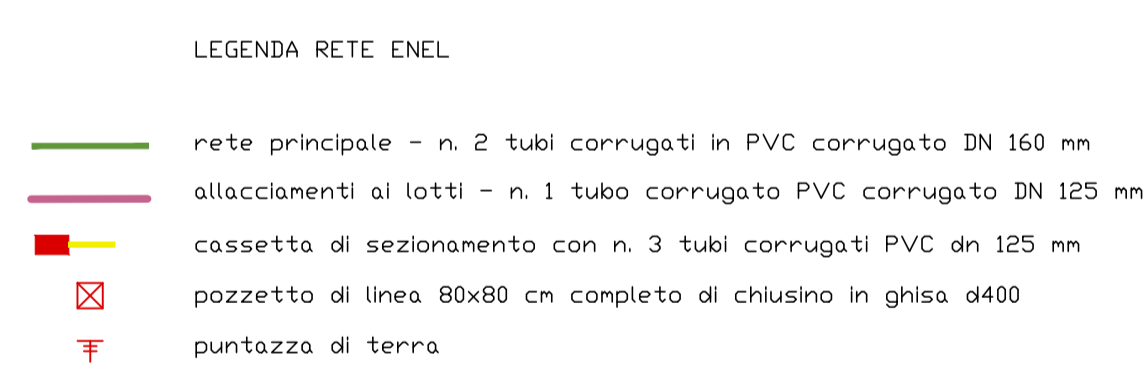 LEGENDA RETE ENEL
rete principale - n. 2 tubi corrugati in PVC corrugato DN 160 mm
allacciamenti ai lotti - n. 1 tubo corrugato PVC corrugato DN 125 mm
cassetta di sezionamento con n. 3 tubi corrugati PVC dn 125 mm
pozzetto di linea 80x80 cm completo di chiusino in ghisa d400
puntazza di terra